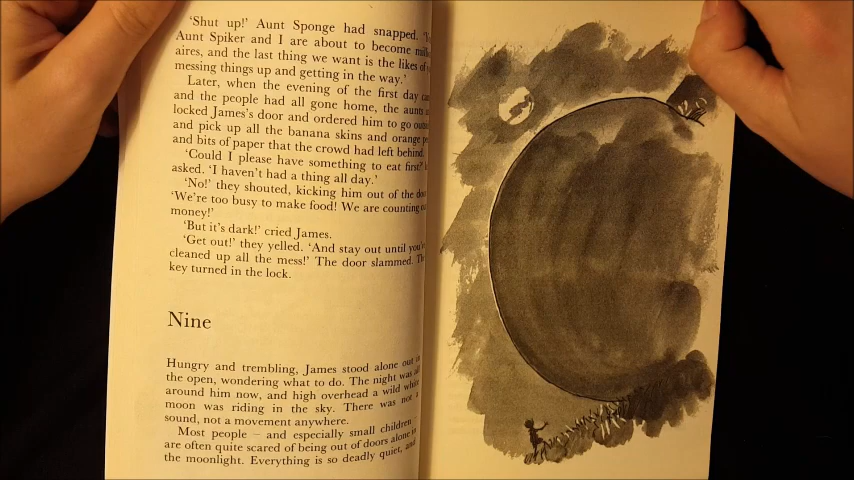 'Shut up!' Aunt Sponge had snapped.
Aunt Spiker and I are about to become
aires, and the last thing we want is the likes of
messing things up and getting in the way.'
Later, when the evening of the first day
and the people had all gone home, the aunts
locked James's door and ordered him to go
and pick up all the banana skins and orange
and bits of paper that the crowd had left behind.
'Could I please have something to eat first?'
asked. 'I haven't had a thing all day.'
'No!' they shouted, kicking him out of the
'We're too busy to make food! We are counting
money!'
'But it's dark!' cried James.
'Get out!' they yelled. 'And stay out until
cleaned up all the mess!' The door slammed.
key turned in the lock.
Nine
Hungry and trembling, James stood alone out
the open, wondering what to do. The night was
around him now, and high overhead a wild white
moon was riding in the sky. There was not a
sound, not a movement anywhere.
Most people – and especially small children –
are often quite scared of being out of doors alone in
the moonlight. Everything is so deadly quiet, and